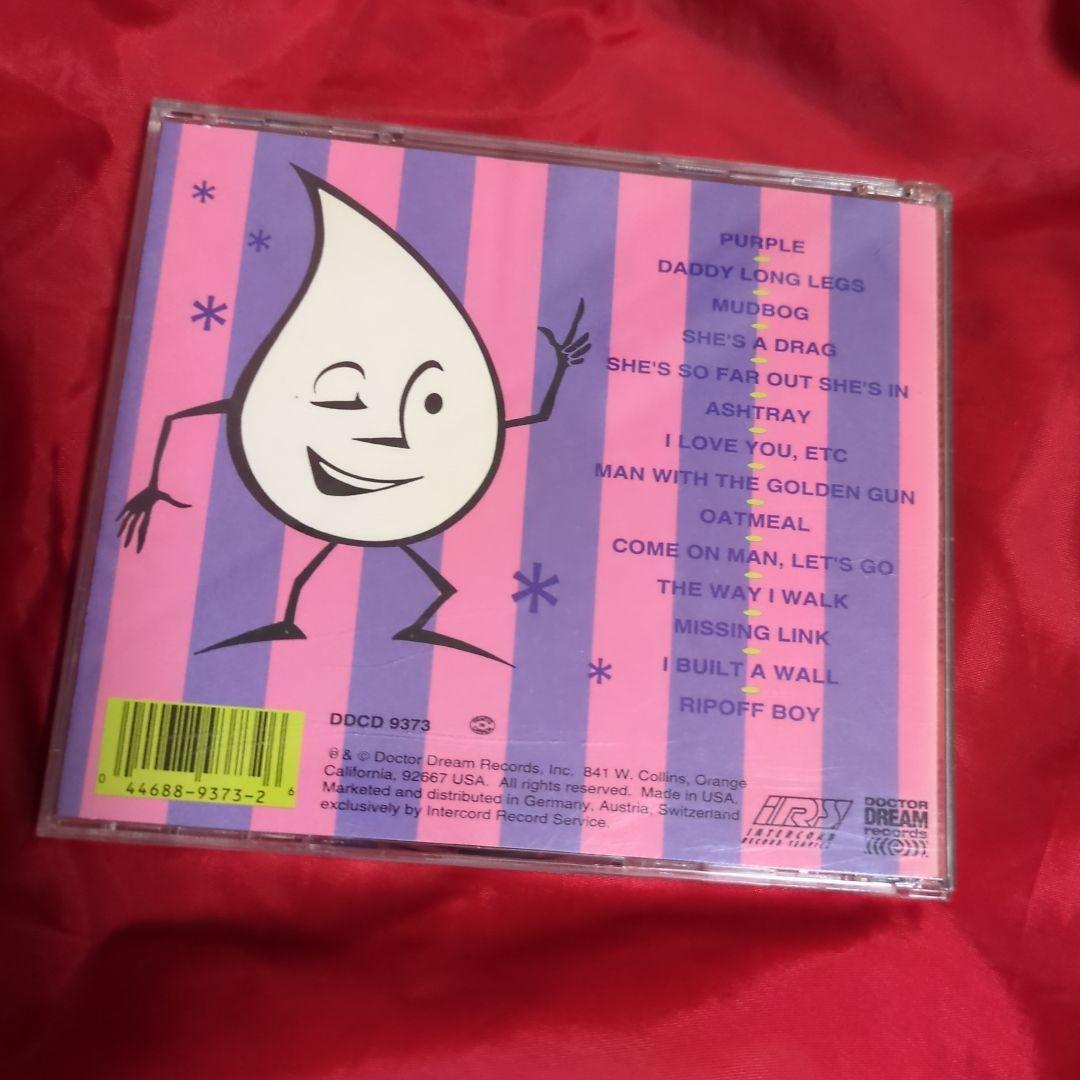 PURPLE
DADDY LONG LEGS
MUDBOG
SHE'S A DRAG
SHE'S SO FAR OUT SHE'S IN
ASHTRAY
I LOVE YOU, ETC
MAN WITH THE GOLDEN GUN
OATMEAL
COME ON MAN, LET'S GO
THE WAY I WALK
MISSING LINK
I BUILT A WALL
RIPOFF BOY
DDCD 9373
℗ & © Doctor Dream Records, Inc. 841 W. Collins, Orange
California, 92667 USA. All rights reserved. Made in USA.
Marketed and distributed in Germany, Austria, Switzerland
exclusively by Intercord Record Service.
0 44688-9373-2 6
IRS
INTERCORD
RECORD SERVICE
DOCTOR
DREAM
records